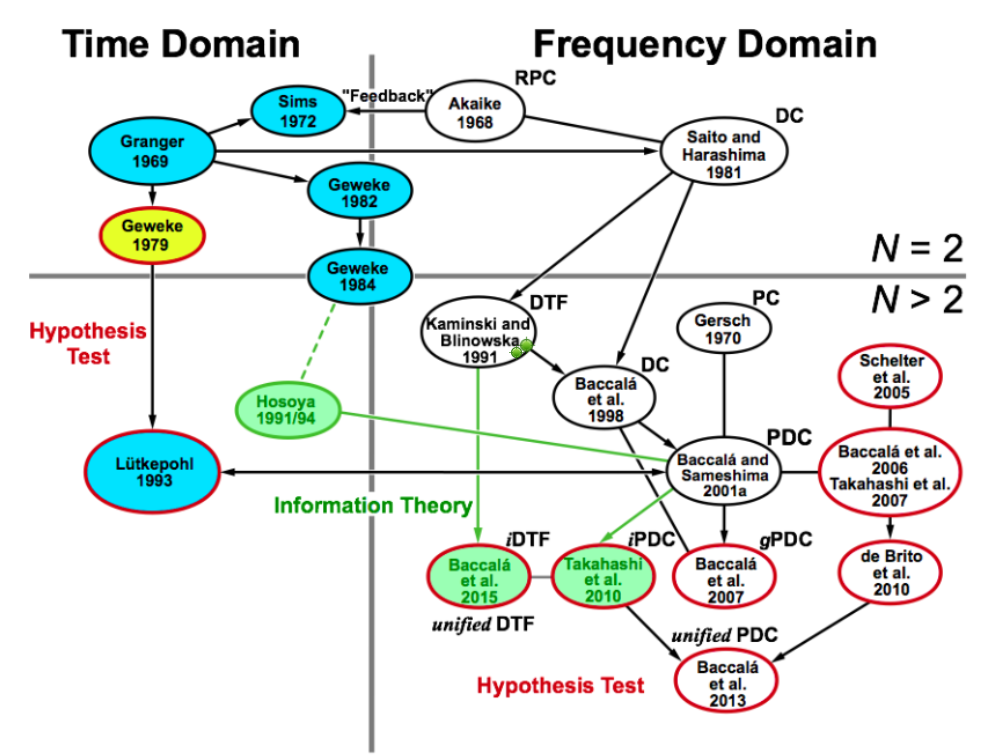 Time Domain
Frequency Domain
RPC
"Feedback"
Sims
1972
Akaike
1968
DC
Granger
1969
Saito and
Harashima
1981
Geweke
1982
Geweke
1979
N = 2
Geweke
1984
N > 2
Hypothesis
Test
DTF
Kaminski and
Blinowska
1991
PC
Gersch
1970
Schelter
et al.
2005
DC
Baccalá
et al.
1998
Hosoya
1991/94
PDC
Lütkepohl
1993
Baccalá and
Sameshima
2001a
Baccalá et al.
2006
Takahashi et al.
2007
Information Theory
iDTF
iPDC
gPDC
Baccalá
et al.
2015
Takahashi
et al.
2010
Baccalá
et al.
2007
de Brito
et al.
2010
unified DTF
unified PDC
Baccalá
et al.
2013
Hypothesis Test